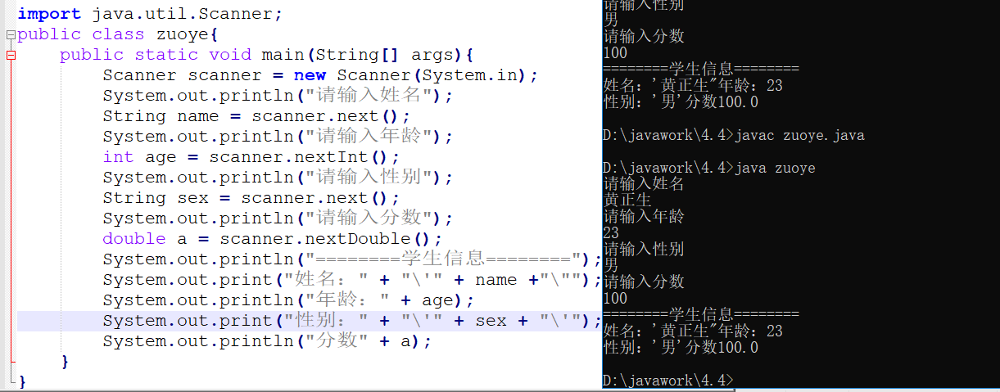 import java.util.Scanner;
public class zuoye{
public static void main(String[] args){
Scanner scanner = new Scanner(System.in);
System.out.println("请输入姓名");
String name = scanner.next();
System.out.println("请输入年龄");
int age = scanner.nextInt();
System.out.println("请输入性别");
String sex = scanner.next();
System.out.println("请输入分数");
double a = scanner.nextDouble();
System.out.println("========学生信息========");
System.out.print("姓名：" + "\'" + name +"\"");
System.out.println("年龄：" + age);
System.out.print("性别：" + "\'" + sex + "\'");
System.out.println("分数" + a);
}
}
请输入性别
男
请输入分数
100
========学生信息========
姓名：'黄正生"年龄：23
性别：'男'分数100.0
D:\javawork\4.4>javac zuoye.java
D:\javawork\4.4>java zuoye
请输入姓名
黄正生
请输入年龄
23
请输入性别
男
请输入分数
100
========学生信息========
姓名：'黄正生"年龄：23
性别：'男'分数100.0
D:\javawork\4.4>